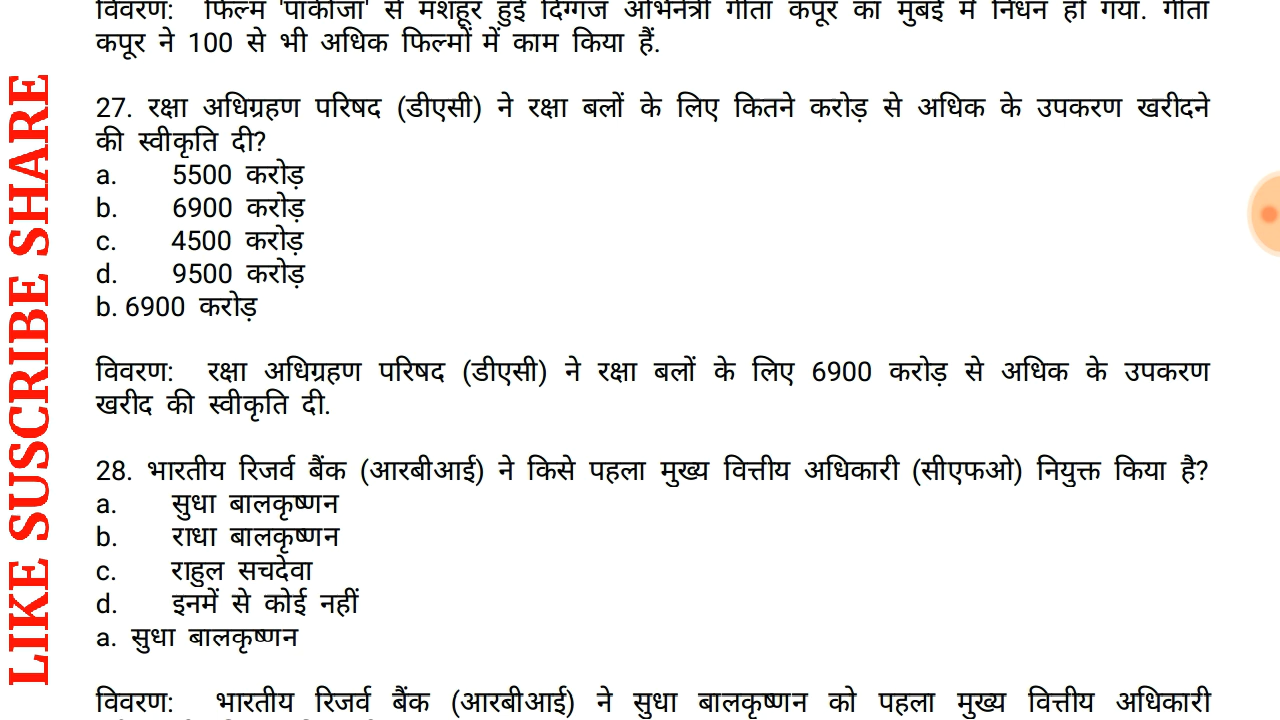 विवरण: फिल्म 'पाकीजा' से मशहूर हुईं दिग्गज अभिनेत्री गीता कपूर का मुंबई में निधन हो गया. गीता
कपूर ने 100 से भी अधिक फिल्मों में काम किया हैं.
27. रक्षा अधिग्रहण परिषद (डीएसी) ने रक्षा बलों के लिए कितने करोड़ से अधिक के उपकरण खरीदने
की स्वीकृति दी?
a. 5500 करोड़
b. 6900 करोड़
c. 4500 करोड़
d. 9500 करोड़
b. 6900 करोड़
विवरण: रक्षा अधिग्रहण परिषद (डीएसी) ने रक्षा बलों के लिए 6900 करोड़ से अधिक के उपकरण
खरीद की स्वीकृति दी.
28. भारतीय रिजर्व बैंक (आरबीआई) ने किसे पहला मुख्य वित्तीय अधिकारी (सीएफओ) नियुक्त किया है?
a. सुधा बालकृष्णन
b. राधा बालकृष्णन
c. राहुल सचदेवा
d. इनमें से कोई नहीं
a. सुधा बालकृष्णन
विवरण: भारतीय रिजर्व बैंक (आरबीआई) ने सुधा बालकृष्णन को पहला मुख्य वित्तीय अधिकारी
LIKE SUSCRIBE SHARE